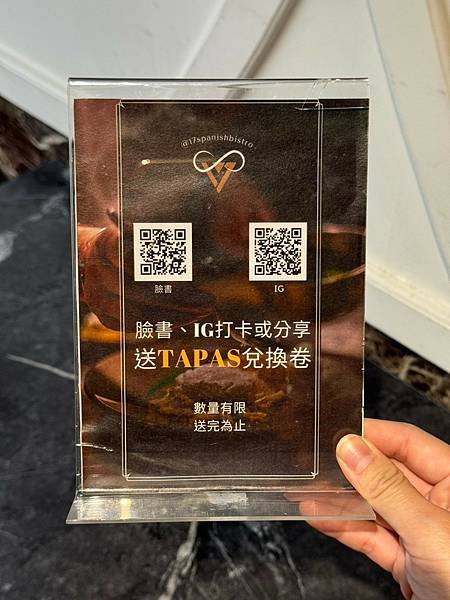 @17spanishbistro
臉書
IG
臉書、IG打卡或分享
送TAPAS兌換卷
數量有限
送完為止